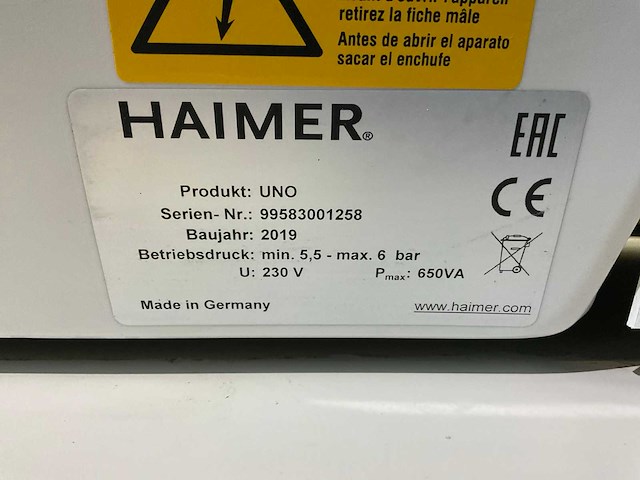 retirez la fiche mâle
Antes de abrir el aparato
sacar el enchufe
HAIMER®
EAC
CE
Produkt: UNO
Serien- Nr.: 99583001258
Baujahr: 2019
Betriebsdruck: min. 5,5 - max. 6 bar
U: 230 V Pmax: 650VA
Made in Germany
www.haimer.com